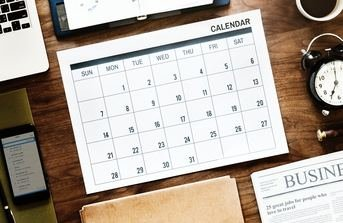 CALENDAR
SUN MON TUE WED THU FRI SAT
1 2 3 4 5 6
7 8 9 10 11 12 13
14 15 16 17 18 19 20
21 22 23 24 25 26 27
28 29 30 31
BUSINE
25 great jobs for people who
love to travel